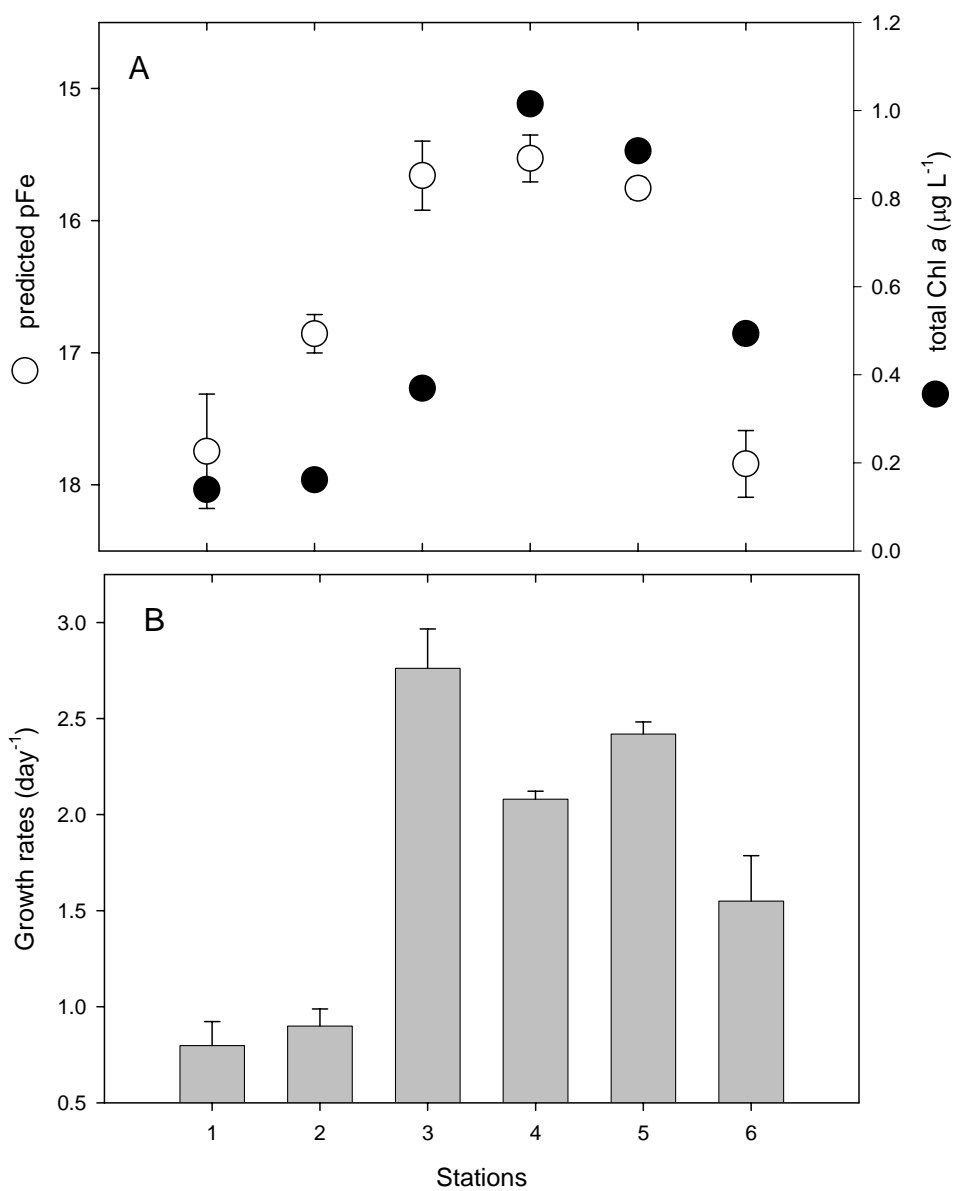 A
15
16
17
18
predicted pFe
1.2
1.0
0.8
0.6
0.4
0.2
0.0
total Chl a (μg L⁻¹)
B
3.0
2.5
2.0
1.5
1.0
0.5
Growth rates (day⁻¹)
1 2 3 4 5 6
Stations